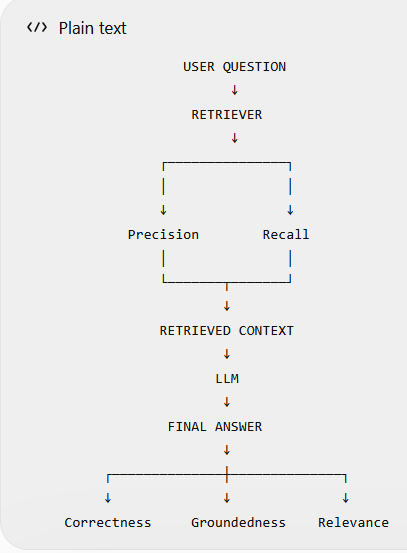 Plain text
USER QUESTION
RETRIEVER
Precision Recall
RETRIEVED CONTEXT
LLM
FINAL ANSWER
Correctness Groundedness Relevance